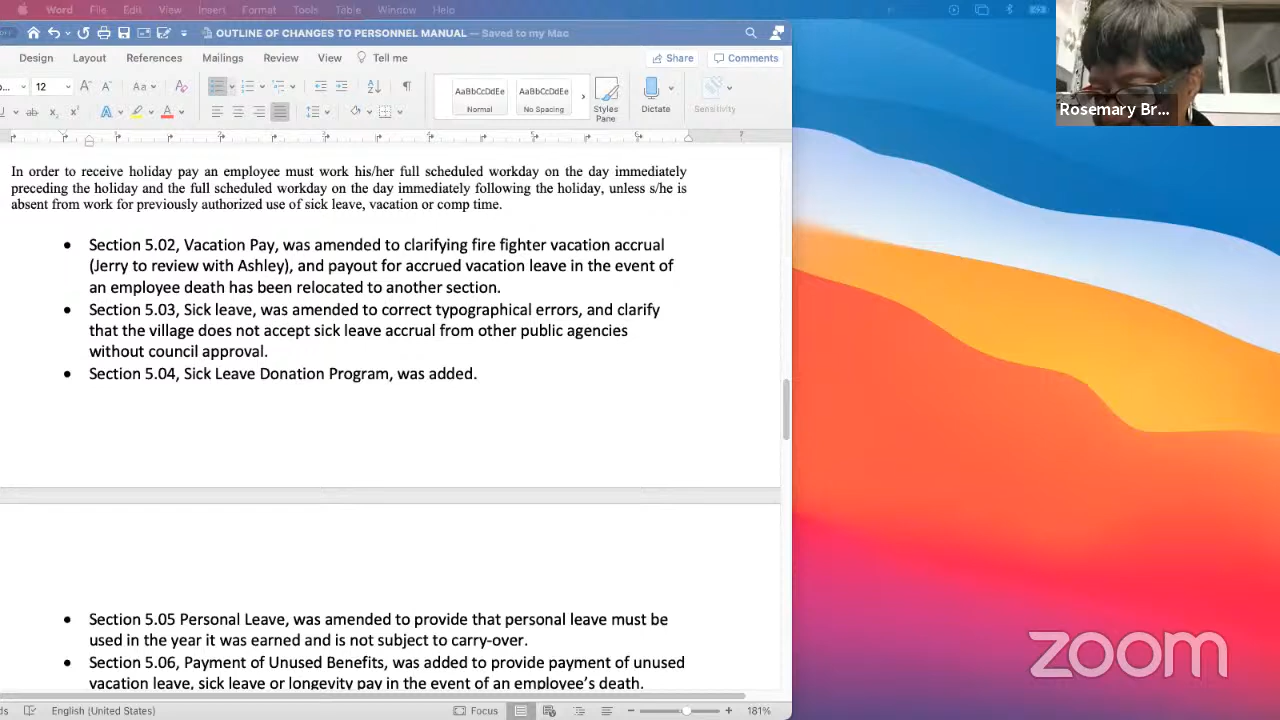 Word File Edit View Insert Format Tools Table Window Help
OUTLINE OF CHANGES TO PERSONNEL MANUAL — Saved to my Mac
Design Layout References Mailings Review View Tell me Share Comments
12 Aa
AaBbCcDdEe AaBbCcDdEe
Normal No Spacing Styles Pane Dictate Sensitivity
Rosemary Br...
In order to receive holiday pay an employee must work his/her full scheduled workday on the day immediately
preceding the holiday and the full scheduled workday on the day immediately following the holiday, unless s/he is
absent from work for previously authorized use of sick leave, vacation or comp time.
• Section 5.02, Vacation Pay, was amended to clarifying fire fighter vacation accrual
(Jerry to review with Ashley), and payout for accrued vacation leave in the event of
an employee death has been relocated to another section.
• Section 5.03, Sick leave, was amended to correct typographical errors, and clarify
that the village does not accept sick leave accrual from other public agencies
without council approval.
• Section 5.04, Sick Leave Donation Program, was added.
• Section 5.05 Personal Leave, was amended to provide that personal leave must be
used in the year it was earned and is not subject to carry-over.
• Section 5.06, Payment of Unused Benefits, was added to provide payment of unused
vacation leave, sick leave or longevity pay in the event of an employee's death.
zoom
English (United States) Focus 181%